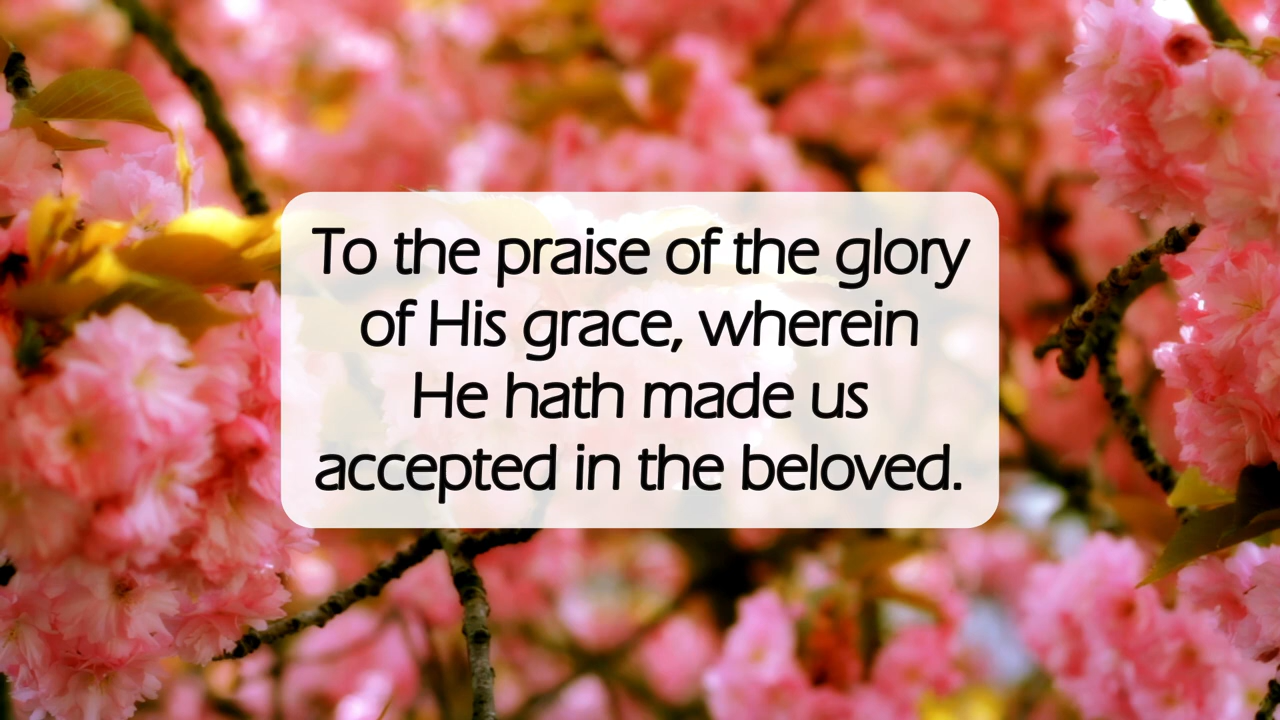 To the praise of the glory
of His grace, wherein
He hath made us
accepted in the beloved.